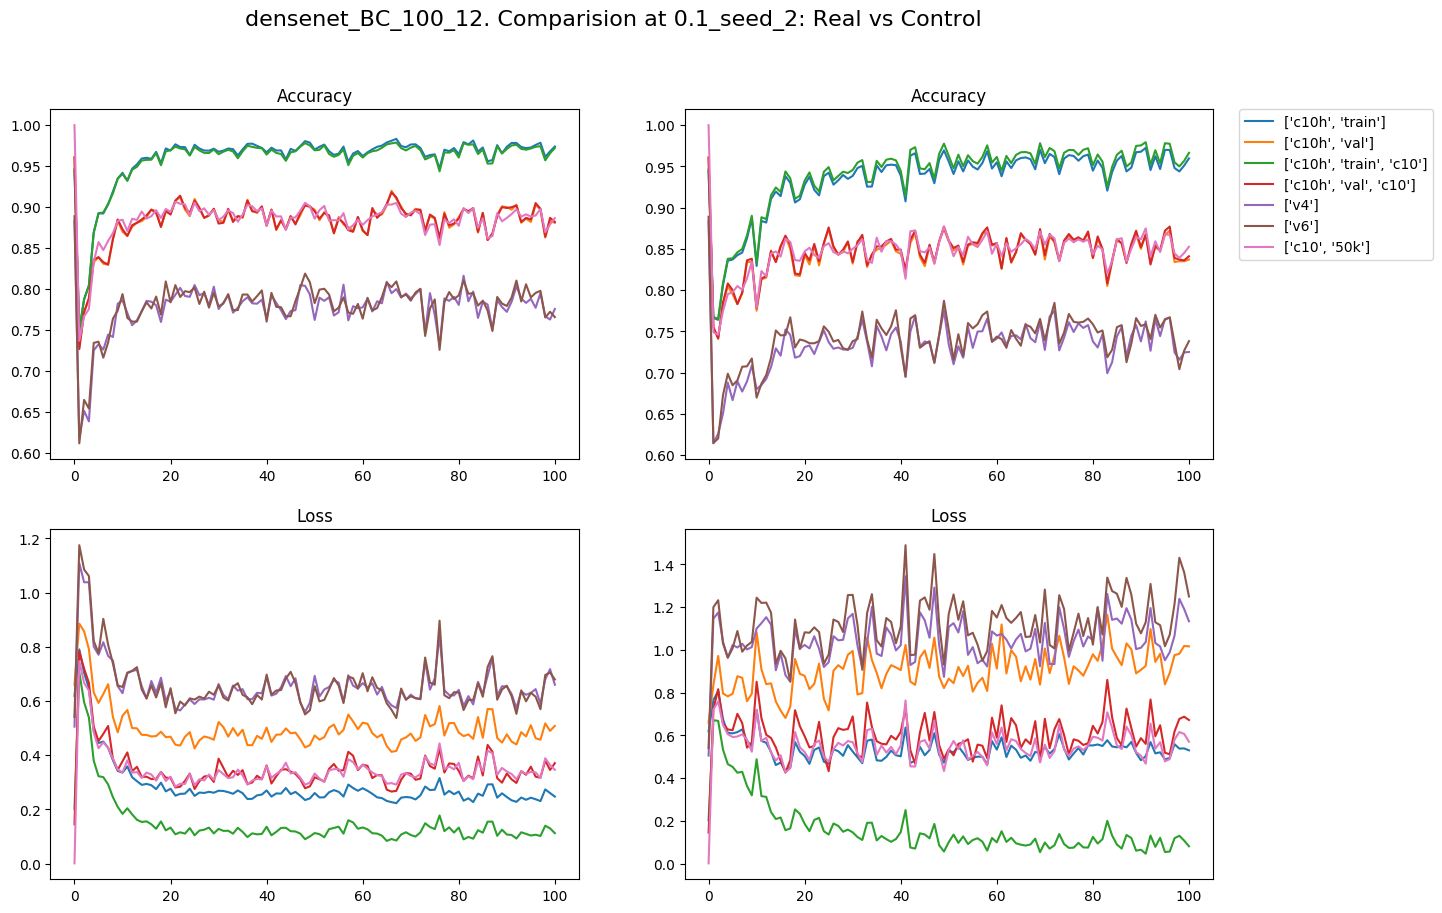 densenet_BC_100_12. Comparision at 0.1_seed_2: Real vs Control
Accuracy
1.00
0.95
0.90
0.85
0.80
0.75
0.70
0.65
0.60
0 20 40 60 80 100
Accuracy
1.00
0.95
0.90
0.85
0.80
0.75
0.70
0.65
0.60
0 20 40 60 80 100
['c10h', 'train']
['c10h', 'val']
['c10h', 'train', 'c10']
['c10h', 'val', 'c10']
['v4']
['v6']
['c10', '50k']
Loss
1.2
1.0
0.8
0.6
0.4
0.2
0.0
0 20 40 60 80 100
Loss
1.4
1.2
1.0
0.8
0.6
0.4
0.2
0.0
0 20 40 60 80 100